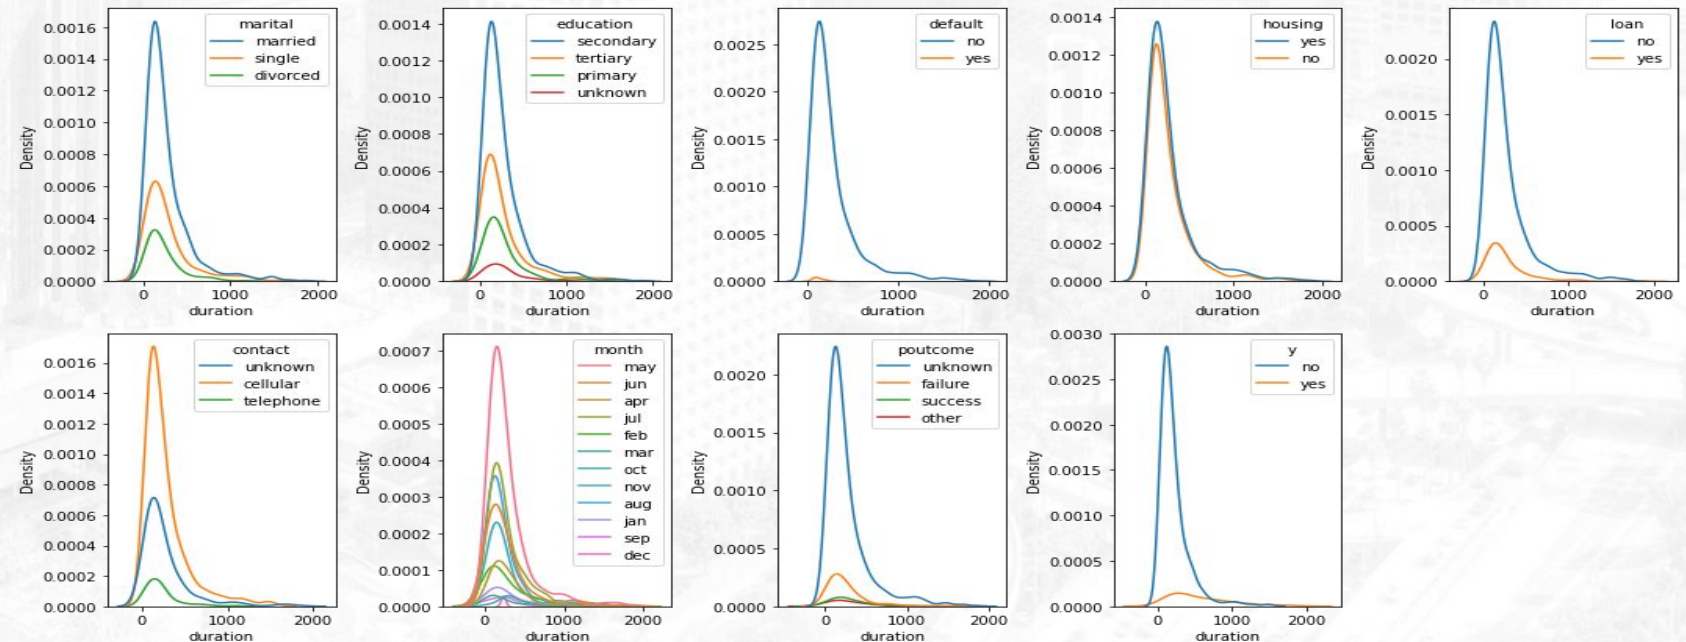 marital
married
single
divorced
0.0016
0.0014
0.0012
0.0010
0.0008
0.0006
0.0004
0.0002
0.0000
Density
0
1000
2000
duration
education
secondary
tertiary
primary
unknown
0.0014
0.0012
0.0010
0.0008
0.0006
0.0004
0.0002
0.0000
Density
0
1000
2000
duration
default
no
yes
0.0025
0.0020
0.0015
0.0010
0.0005
0.0000
Density
0
1000
2000
duration
housing
yes
no
0.0014
0.0012
0.0010
0.0008
0.0006
0.0004
0.0002
0.0000
Density
0
1000
2000
duration
loan
no
yes
0.0020
0.0015
0.0010
0.0005
0.0000
Density
0
1000
2000
duration
contact
unknown
cellular
telephone
0.0016
0.0014
0.0012
0.0010
0.0008
0.0006
0.0004
0.0002
0.0000
Density
0
1000
2000
duration
month
may
jun
apr
jul
feb
mar
oct
nov
aug
jan
sep
dec
0.0007
0.0006
0.0005
0.0004
0.0003
0.0002
0.0001
0.0000
Density
0
1000
2000
duration
poutcome
unknown
failure
success
other
0.0020
0.0015
0.0010
0.0005
0.0000
Density
0
1000
2000
duration
y
no
yes
0.0030
0.0025
0.0020
0.0015
0.0010
0.0005
0.0000
Density
0
1000
2000
duration